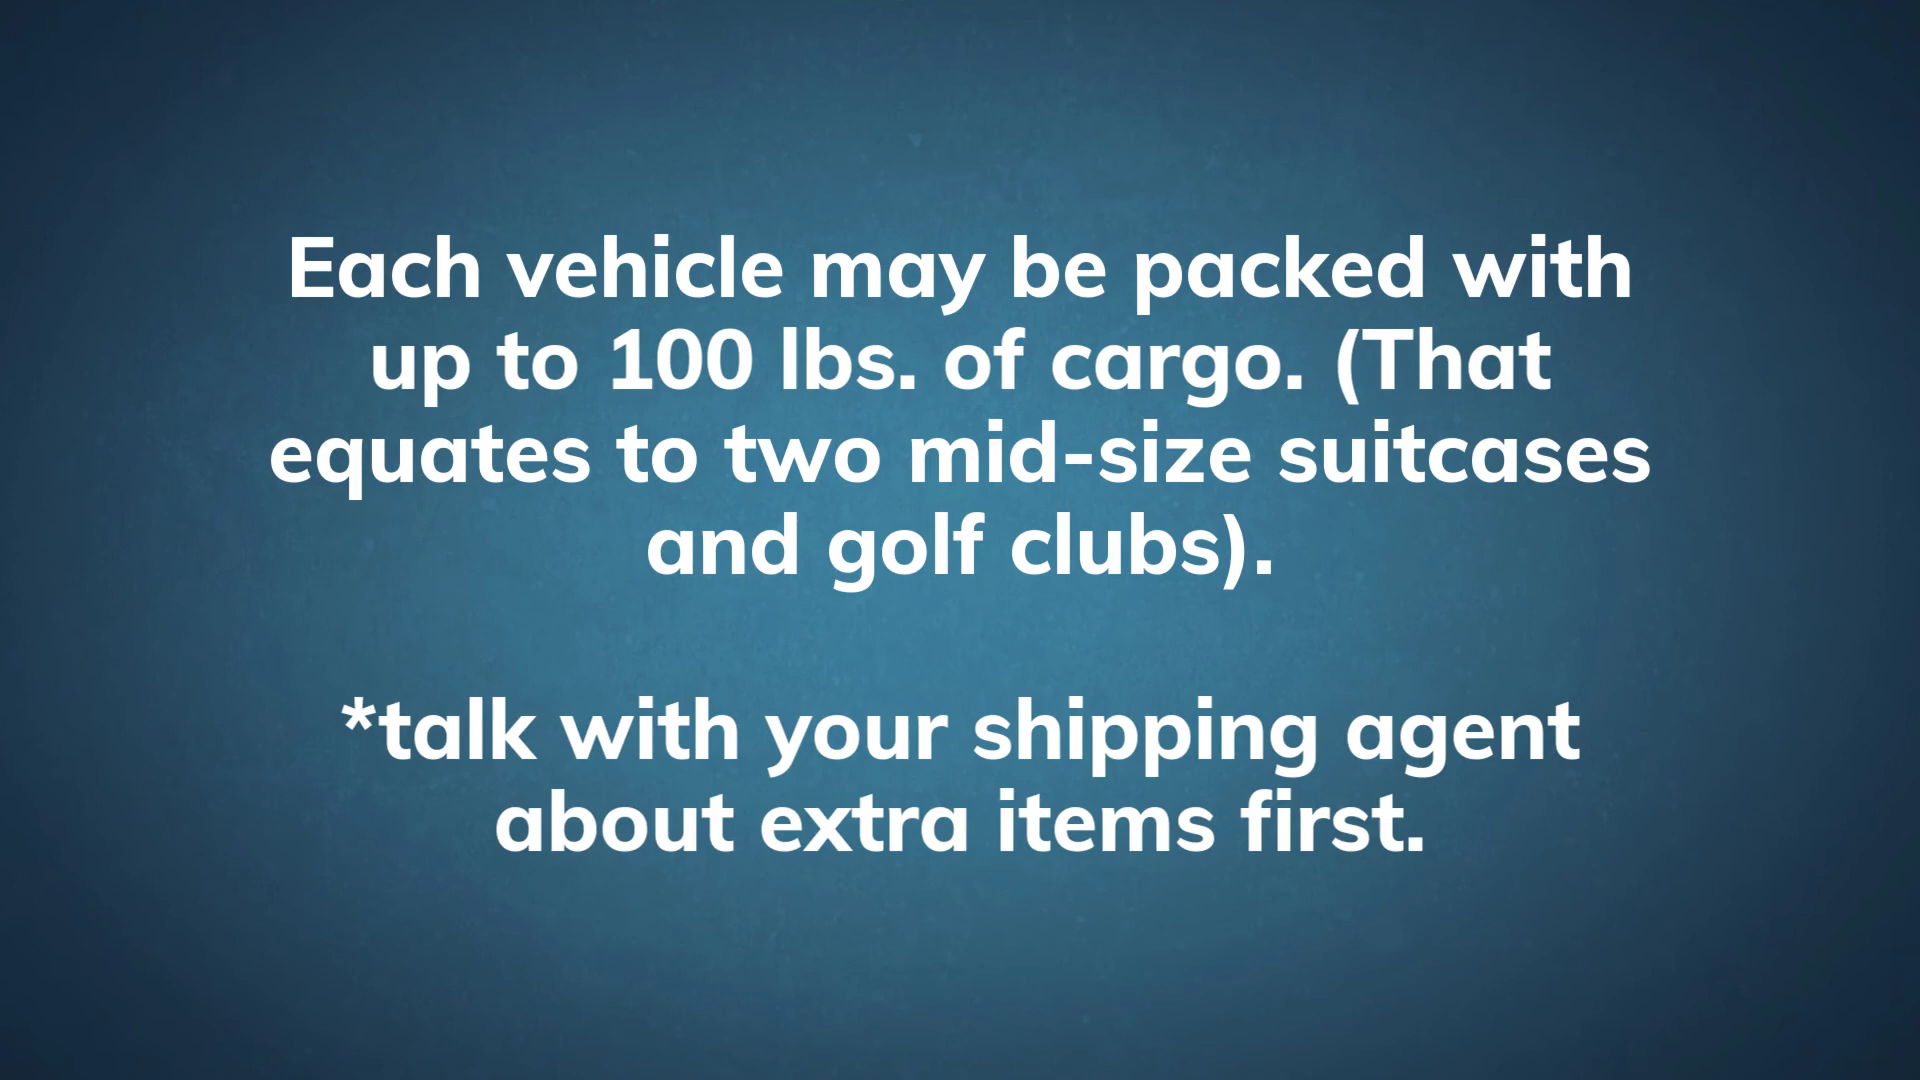 Each vehicle may be packed with
up to 100 lbs. of cargo. (That
equates to two mid-size suitcases
and golf clubs).
*talk with your shipping agent
about extra items first.